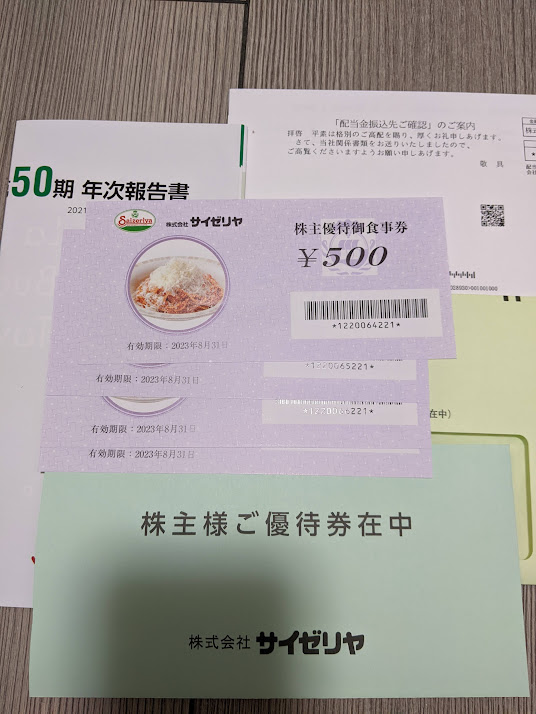 「配当金振込先ご確認」のご案内
拝啓 平素は格別のご高配を賜り、厚くお礼申しあげます。
さて、当社関係書類をお送りいたしましたので、
ご高覧くださいますようお願い申しあげます。
敬 具
50期 年次報告書
2021
Saizeriya
株式会社 サイゼリヤ
株主優待御食事券
¥500
*1220064221*
有効期限:2023年8月31日
*1220065221*
有効期限:2023年8月31日
221*
有効期限:2023年8月31日
有効期限:2023年8月31日
在中)
株主様ご優待券在中
株式会社 サイゼリヤ